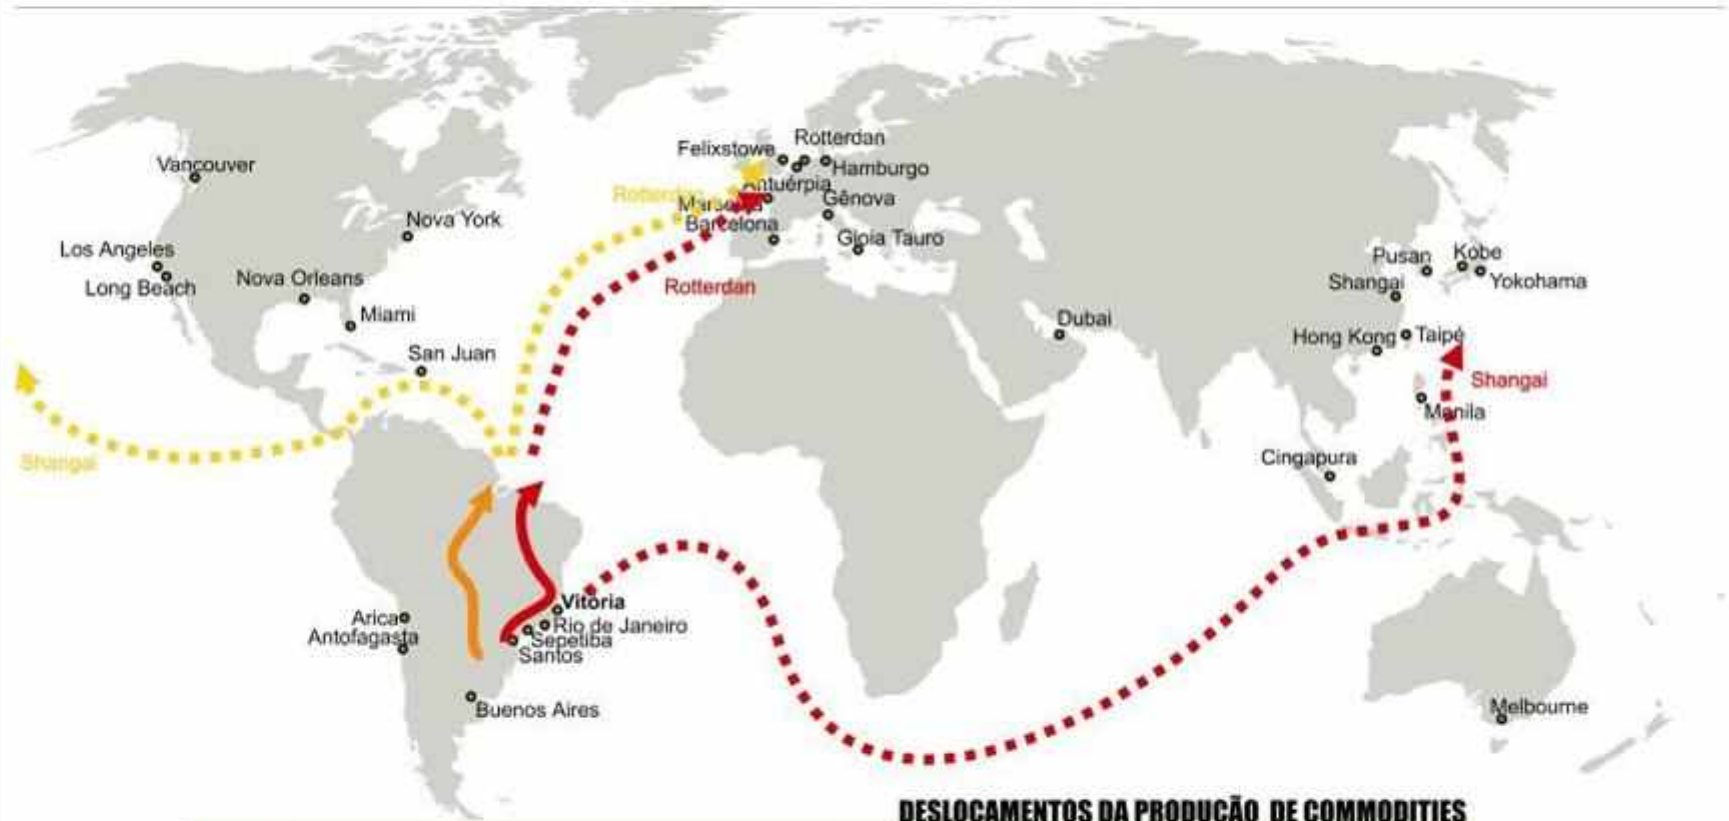 Vancouver
Nova York
Los Angeles
Long Beach
Nova Orleans
Miami
San Juan
Shangai
Felixstowe
Rotterdan
Hamburgo
Antuérpia
Rotterdan
Gênova
Barcelona
Gioia Tauro
Rotterdan
Dubai
Pusan
Kobe
Yokohama
Shangai
Hong Kong
Taipé
Shangai
Manila
Cingapura
Vitória
Rio de Janeiro
Sepetiba
Santos
Arica
Antofagasta
Buenos Aires
Melbourne
DESLOCAMENTOS DA PRODUÇÃO DE COMMODITIES